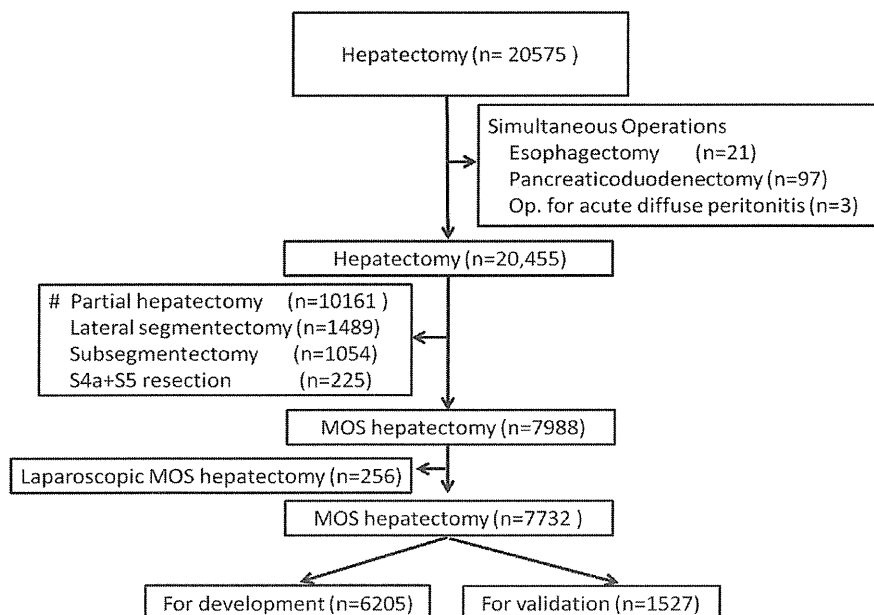 Hepatectomy (n= 20575 )
Simultaneous Operations
Esophagectomy (n=21)
Pancreaticoduodenectomy (n=97)
Op. for acute diffuse peritonitis (n=3)
Hepatectomy (n=20,455)
# Partial hepatectomy (n=10161 )
Lateral segmentectomy (n=1489)
Subsegmentectomy (n=1054)
S4a+S5 resection (n=225)
MOS hepatectomy (n=7988)
Laparoscopic MOS hepatectomy (n=256)
MOS hepatectomy (n=7732 )
For development (n=6205)
For validation (n=1527)